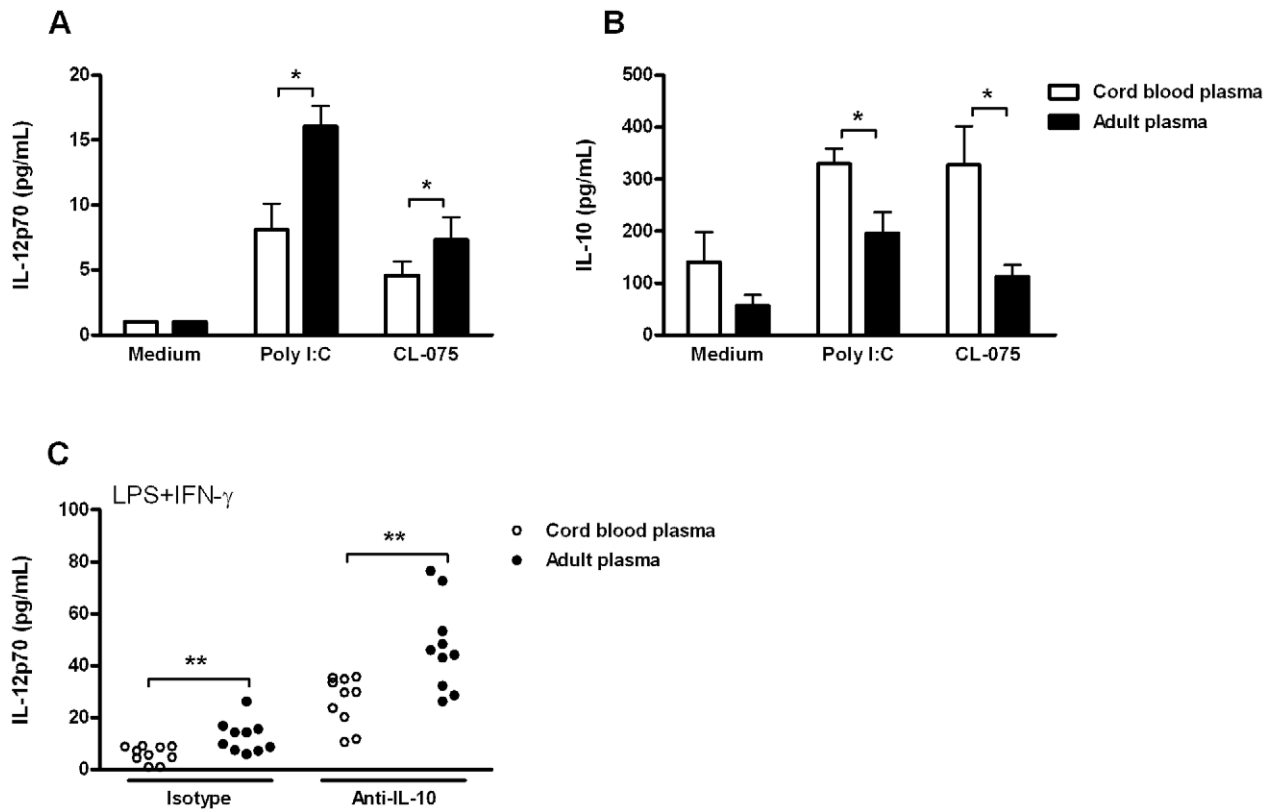 A
IL-12p70 (pg/mL)
20
15
10
5
0
*
*
Medium
Poly I:C
CL-075
B
IL-10 (pg/mL)
500
400
300
200
100
0
*
*
Medium
Poly I:C
CL-075
Cord blood plasma
Adult plasma
C
LPS+IFN-γ
IL-12p70 (pg/mL)
100
80
60
40
20
0
**
**
Isotype
Anti-IL-10
Cord blood plasma
Adult plasma